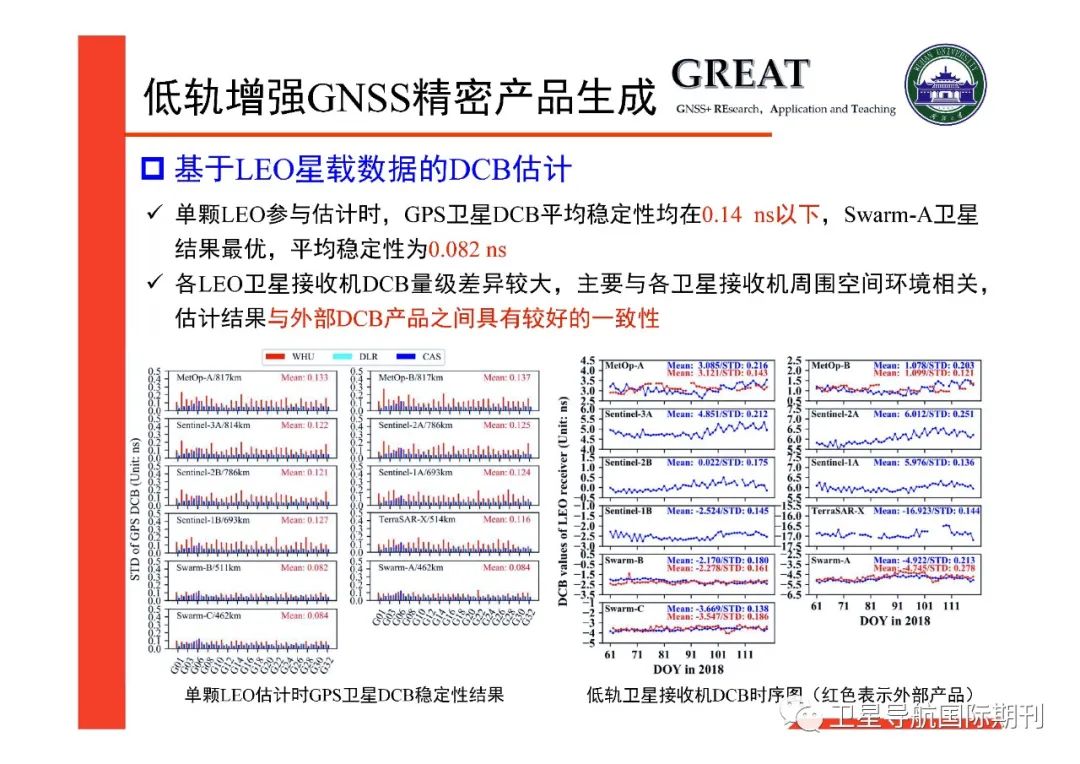 低轨增强GNSS精密产品生成
GREAT
GNSS+ REsearch, Application and Teaching
基于LEO星载数据的DCB估计
✓ 单颗LEO参与估计时，GPS卫星DCB平均稳定性均在0.14 ns以下，Swarm-A卫星
结果最优，平均稳定性为0.082 ns
✓ 各LEO卫星接收机DCB量级差异较大，主要与各卫星接收机周围空间环境相关，
估计结果与外部DCB产品之间具有较好的一致性
WHU DLR CAS
STD of GPS DCB (Unit: ns)
MetOp-A/817km Mean: 0.133
MetOp-B/817km Mean: 0.137
Sentinel-3A/814km Mean: 0.122
Sentinel-2A/786km Mean: 0.125
Sentinel-2B/786km Mean: 0.121
Sentinel-1A/693km Mean: 0.124
Sentinel-1B/693km Mean: 0.127
TerraSAR-X/514km Mean: 0.116
Swarm-B/511km Mean: 0.082
Swarm-A/462km Mean: 0.084
Swarm-C/462km Mean: 0.084
DCB values of LEO receiver (Unit: ns)
MetOp-A Mean: 3.085/STD: 0.216
Mean: 3.121/STD: 0.143
MetOp-B Mean: 1.078/STD: 0.203
Mean: 1.099/STD: 0.121
Sentinel-3A Mean: 4.851/STD: 0.212
Sentinel-2A Mean: 6.012/STD: 0.251
Sentinel-2B Mean: 0.022/STD: 0.175
Sentinel-1A Mean: 5.976/STD: 0.136
Sentinel-1B Mean: -2.524/STD: 0.145
TerraSAR-X Mean: -16.923/STD: 0.144
Swarm-B Mean: -2.170/STD: 0.180
Mean: -2.278/STD: 0.161
Swarm-A Mean: -4.922/STD: 0.213
Mean: -4.745/STD: 0.278
Swarm-C Mean: -3.669/STD: 0.138
Mean: -3.547/STD: 0.186
61 71 81 91 101 111
DOY in 2018
61 71 81 91 101 111
DOY in 2018
单颗LEO估计时GPS卫星DCB稳定性结果
低轨卫星接收机DCB时序图（红色表示外部产品）
卫星导航国际期刊